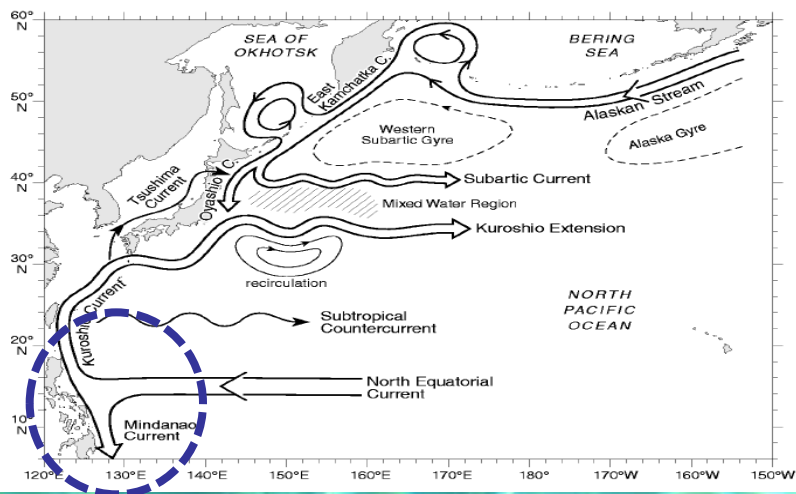 60°
N
50°
N
40°
N
30°
N
20°
N
10°
N
SEA OF
OKHOTSK
BERING
SEA
East
Kamchatka C.
Alaskan Stream
Western
Subartic Gyre
Alaska Gyre
Tsushima
Current
Oyashio C.
Subartic Current
Mixed Water Region
Kuroshio Extension
recirculation
Kuroshio Current
NORTH
PACIFIC
OCEAN
Subtropical
Countercurrent
North Equatorial
Current
Mindanao
Current
120°E 130°E 140°E 150°E 160°E 170°E 180° 170°W 160°W 150°W